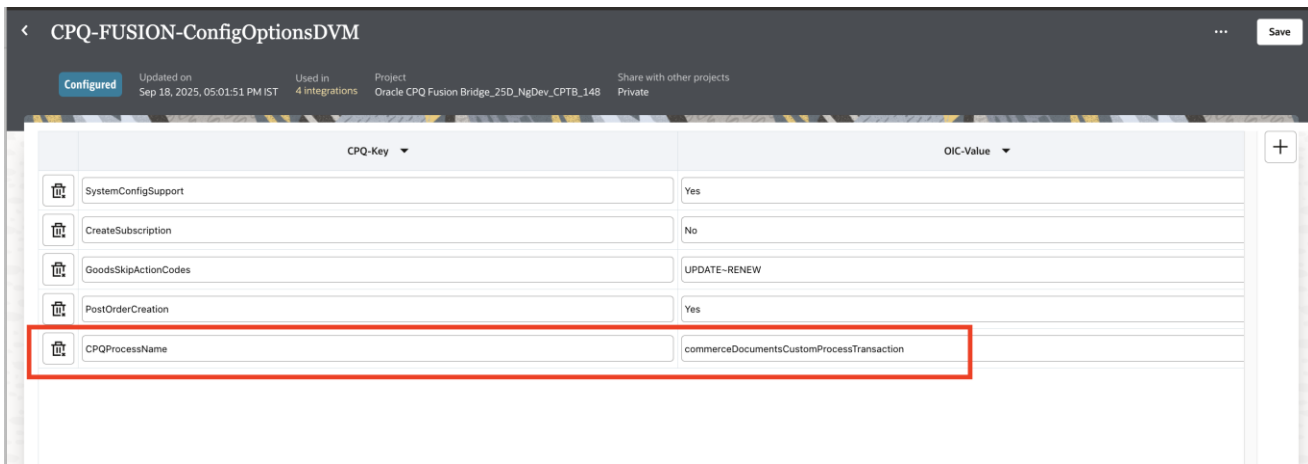 CPQ-FUSION-ConfigOptionsDVM
Save
Configured
Updated on
Sep 18, 2025, 05:01:51 PM IST
Used in
4 integrations
Project
Oracle CPQ Fusion Bridge_25D_NgDev_CPTB_148
Share with other projects
Private
CPQ-Key OIC-Value
SystemConfigSupport Yes
CreateSubscription No
GoodsSkipActionCodes UPDATE~RENEW
PostOrderCreation Yes
CPQProcessName commerceDocumentsCustomProcessTransaction